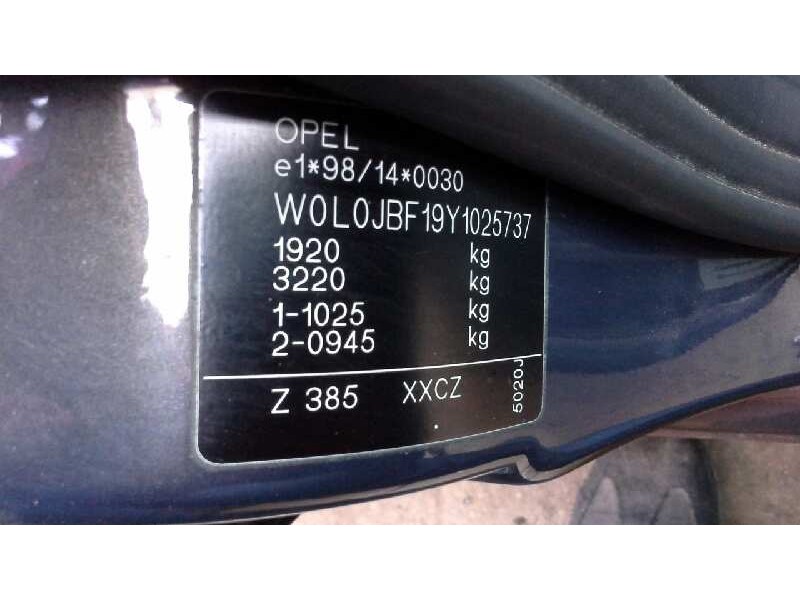 OPEL
e1*98/14*0030
W0L0JBF19Y1025737
1920 kg
3220 kg
1-1025 kg
2-0945 kg
Z 385 XXCZ
5020J